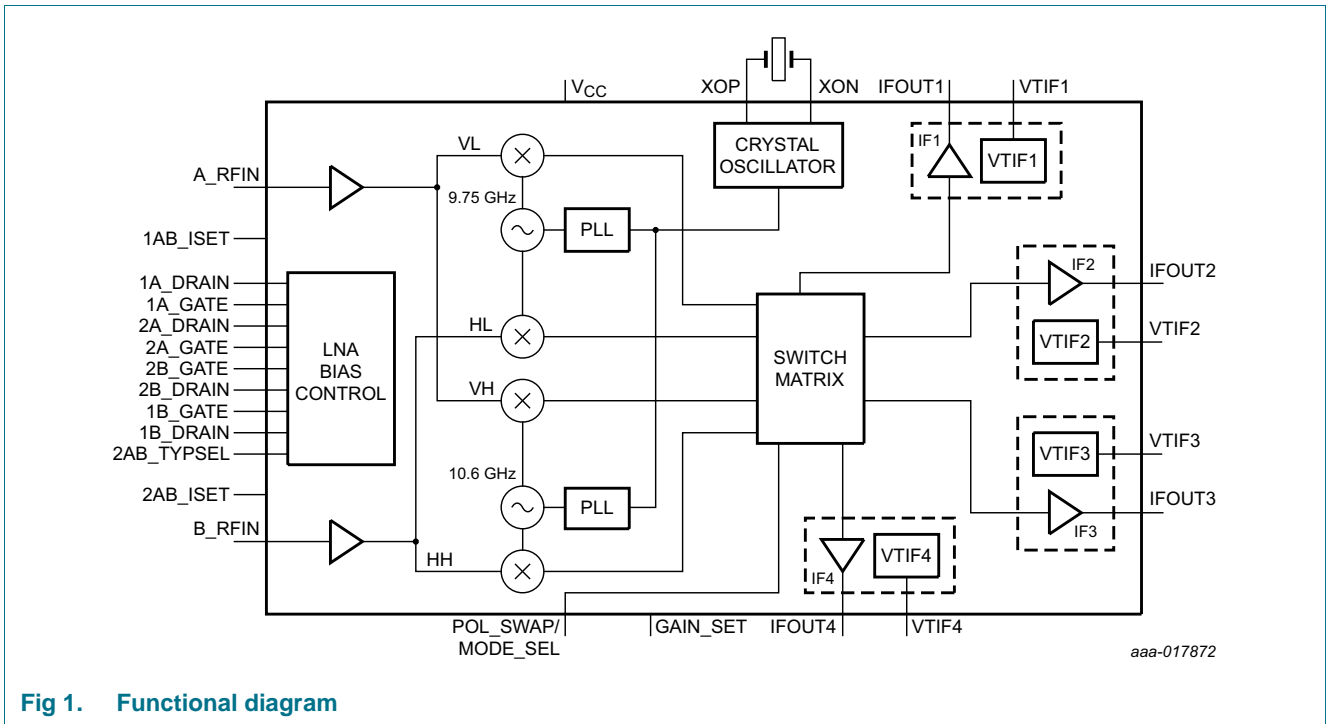 V_CC
XOP
XON
IFOUT1
VTIF1
CRYSTAL
OSCILLATOR
IF1
VTIF1
VL
A_RFIN
9.75 GHz
PLL
1AB_ISET
1A_DRAIN
1A_GATE
2A_DRAIN
2A_GATE
2B_GATE
2B_DRAIN
1B_GATE
1B_DRAIN
2AB_TYPSEL
LNA
BIAS
CONTROL
HL
VH
SWITCH
MATRIX
IF2
IFOUT2
VTIF2
VTIF2
VTIF3
VTIF3
IFOUT3
IF3
10.6 GHz
PLL
2AB_ISET
B_RFIN
HH
IF4
VTIF4
POL_SWAP/
MODE_SEL
GAIN_SET
IFOUT4
VTIF4
aaa-017872
Fig 1. Functional diagram